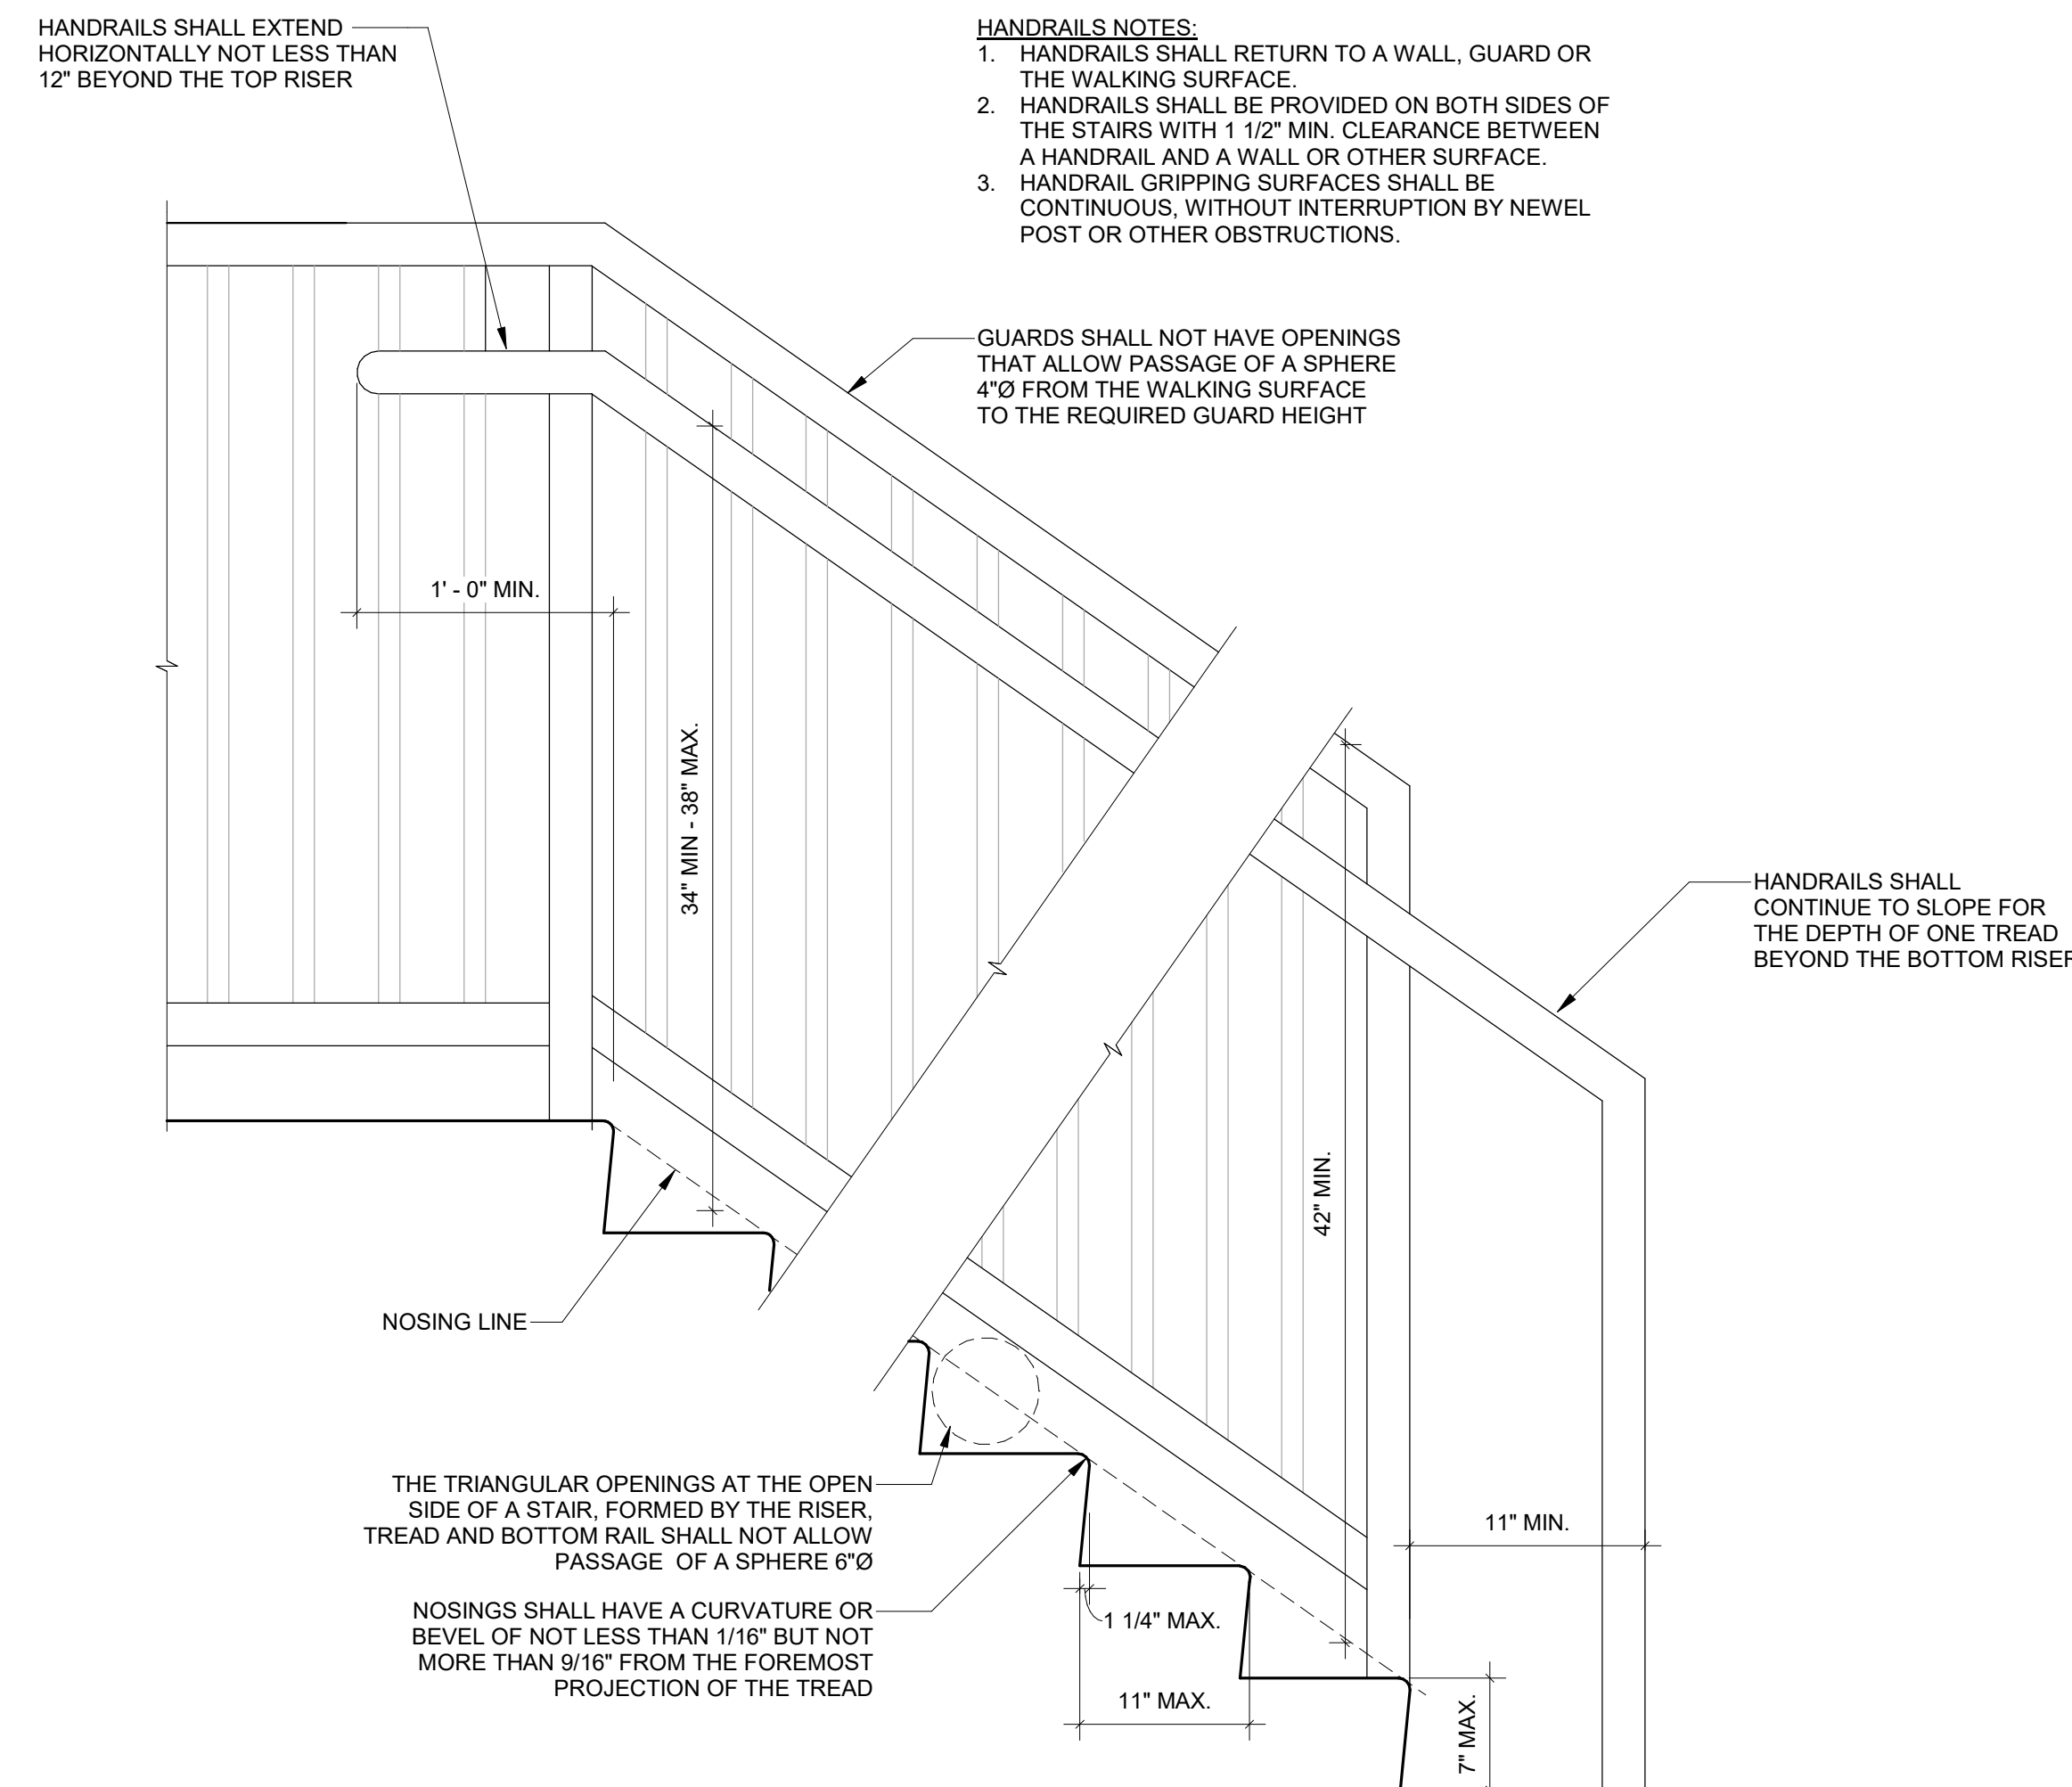 HANDRAILS SHALL EXTEND
HORIZONTALLY NOT LESS THAN
12" BEYOND THE TOP RISER
HANDRAILS NOTES:
1. HANDRAILS SHALL RETURN TO A WALL, GUARD OR
THE WALKING SURFACE.
2. HANDRAILS SHALL BE PROVIDED ON BOTH SIDES OF
THE STAIRS WITH 1 1/2" MIN. CLEARANCE BETWEEN
A HANDRAIL AND A WALL OR OTHER SURFACE.
3. HANDRAIL GRIPPING SURFACES SHALL BE
CONTINUOUS, WITHOUT INTERRUPTION BY NEWEL
POST OR OTHER OBSTRUCTIONS.
GUARDS SHALL NOT HAVE OPENINGS
THAT ALLOW PASSAGE OF A SPHERE
4"Ø FROM THE WALKING SURFACE
TO THE REQUIRED GUARD HEIGHT
1' - 0" MIN.
34" MIN - 38" MAX.
HANDRAILS SHALL
CONTINUE TO SLOPE FOR
THE DEPTH OF ONE TREAD
BEYOND THE BOTTOM RISER
42" MIN.
NOSING LINE
THE TRIANGULAR OPENINGS AT THE OPEN
SIDE OF A STAIR, FORMED BY THE RISER,
TREAD AND BOTTOM RAIL SHALL NOT ALLOW
PASSAGE  OF A SPHERE 6"Ø
11" MIN.
NOSINGS SHALL HAVE A CURVATURE OR
BEVEL OF NOT LESS THAN 1/16" BUT NOT
MORE THAN 9/16" FROM THE FOREMOST
PROJECTION OF THE TREAD
1 1/4" MAX.
11" MAX.
7" MAX.